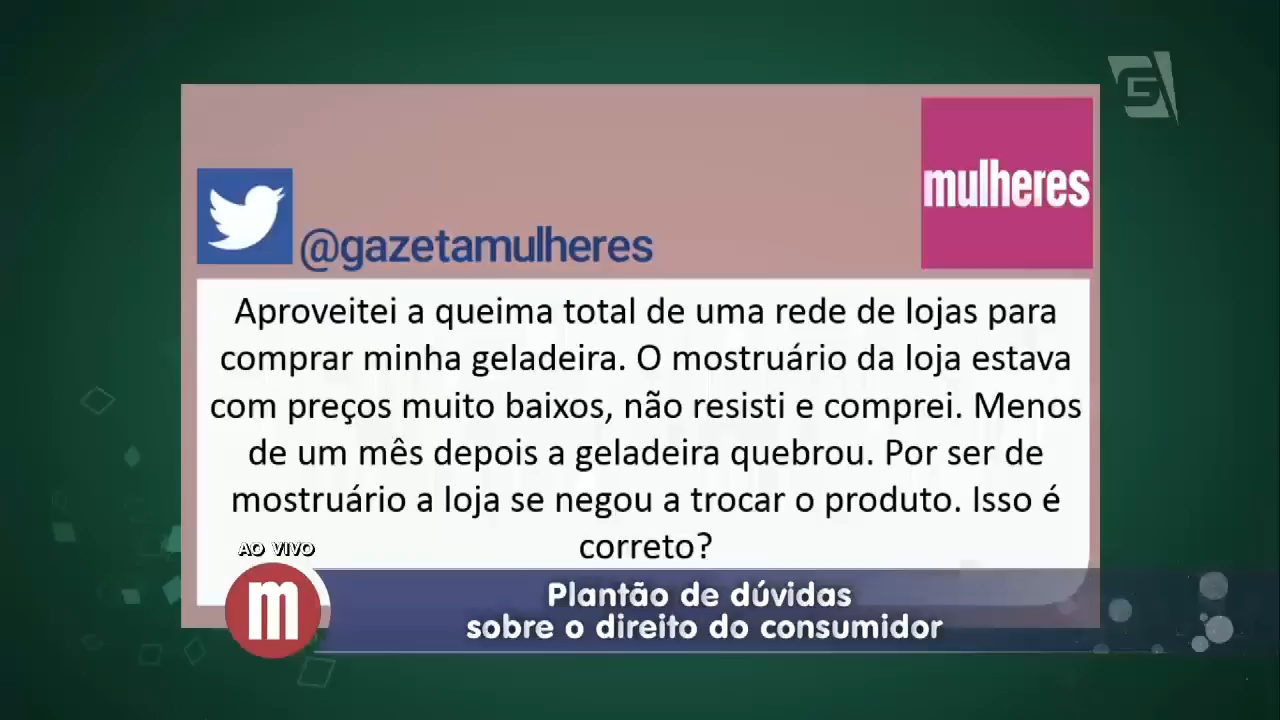 mulheres
@gazetamulheres
Aproveitei a queima total de uma rede de lojas para
comprar minha geladeira. O mostruário da loja estava
com preços muito baixos, não resisti e comprei. Menos
de um mês depois a geladeira quebrou. Por ser de
mostruário a loja se negou a trocar o produto. Isso é
correto?
AO VIVO
m
Plantão de dúvidas
sobre o direito do consumidor
G